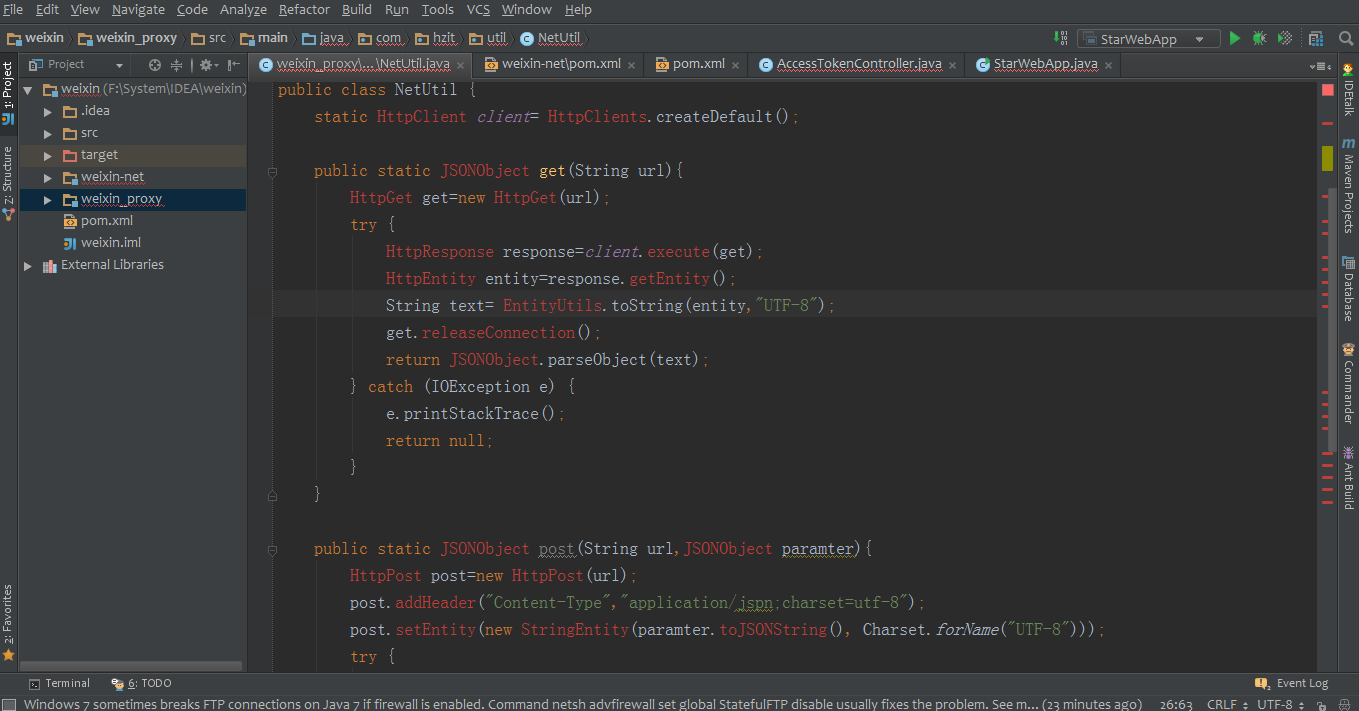 File Edit View Navigate Code Analyze Refactor Build Run Tools VCS Window Help
weixin weixin_proxy src main java com hzit util NetUtil StarWebApp
1: Project
Project
weixin_proxy\...\NetUtil.java weixin-net\pom.xml pom.xml AccessTokenController.java StarWebApp.java
weixin (F:\System\IDEA\weixin)
.idea
src
target
weixin-net
weixin_proxy
pom.xml
weixin.iml
External Libraries
Z: Structure
2: Favorites
public class NetUtil {
static HttpClient client= HttpClients.createDefault();
public static JSONObject get(String url){
HttpGet get=new HttpGet(url);
try {
HttpResponse response=client.execute(get);
HttpEntity entity=response.getEntity();
String text= EntityUtils.toString(entity,"UTF-8");
get.releaseConnection();
return JSONObject.parseObject(text);
} catch (IOException e) {
e.printStackTrace();
return null;
}
}
public static JSONObject post(String url,JSONObject paramter){
HttpPost post=new HttpPost(url);
post.addHeader("Content-Type","application/jspn;charset=utf-8");
post.setEntity(new StringEntity(paramter.toJSONString(), Charset.forName("UTF-8")));
try {
IDEtalk
m Maven Projects
Database
Commander
Ant Build
Terminal 6: TODO Event Log
Windows 7 sometimes breaks FTP connections on Java 7 if firewall is enabled. Command netsh advfirewall set global StatefulFTP disable usually fixes the problem. See m... (23 minutes ago) 26:63 CRLF UTF-8